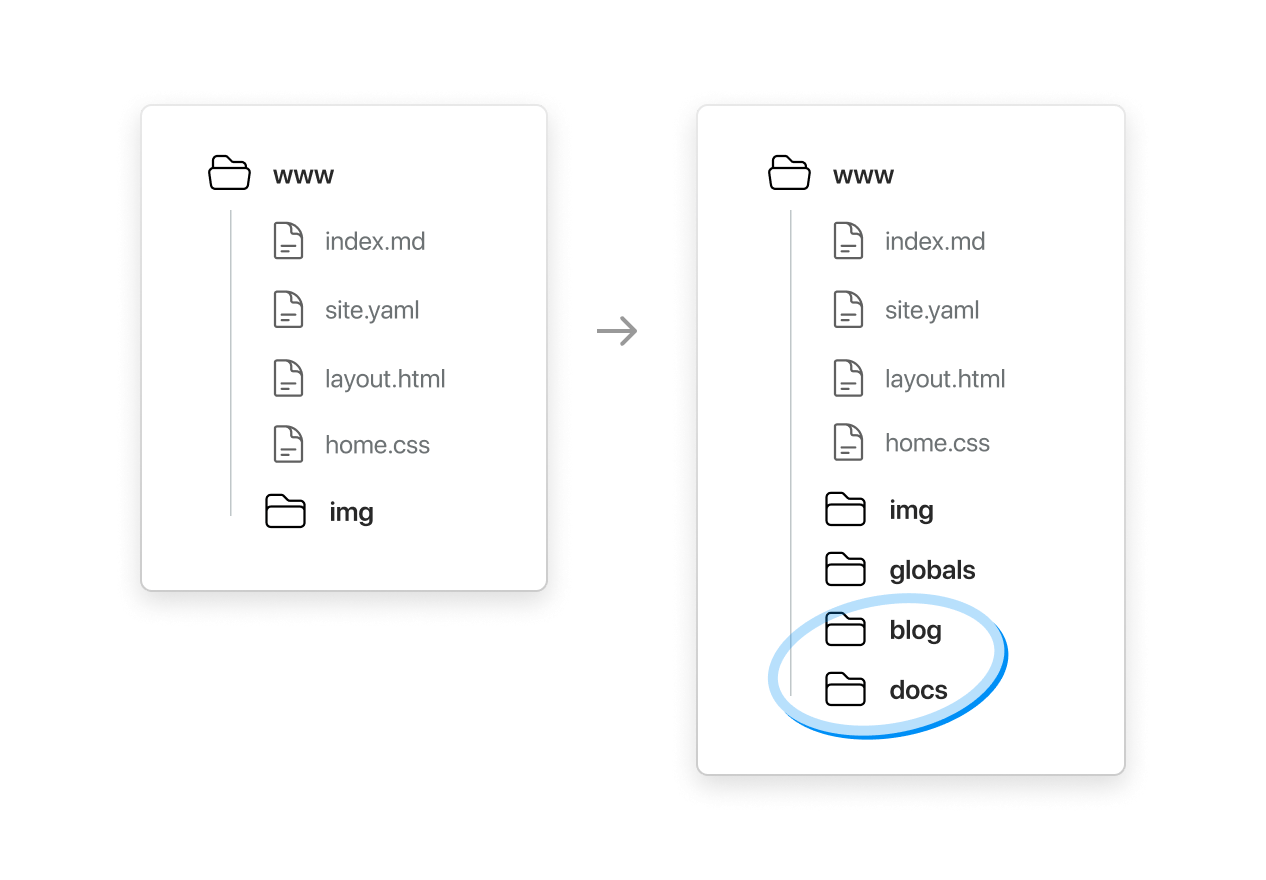 www
index.md
site.yaml
layout.html
home.css
img
www
index.md
site.yaml
layout.html
home.css
img
globals
blog
docs